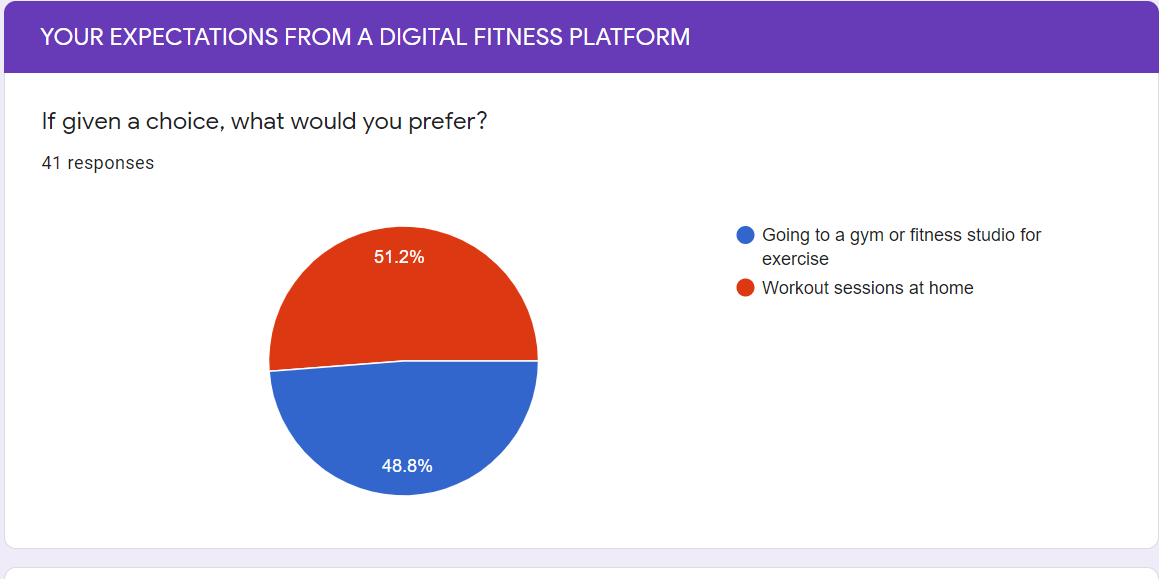 YOUR EXPECTATIONS FROM A DIGITAL FITNESS PLATFORM
If given a choice, what would you prefer?
41 responses
51.2%
48.8%
Going to a gym or fitness studio for
exercise
Workout sessions at home